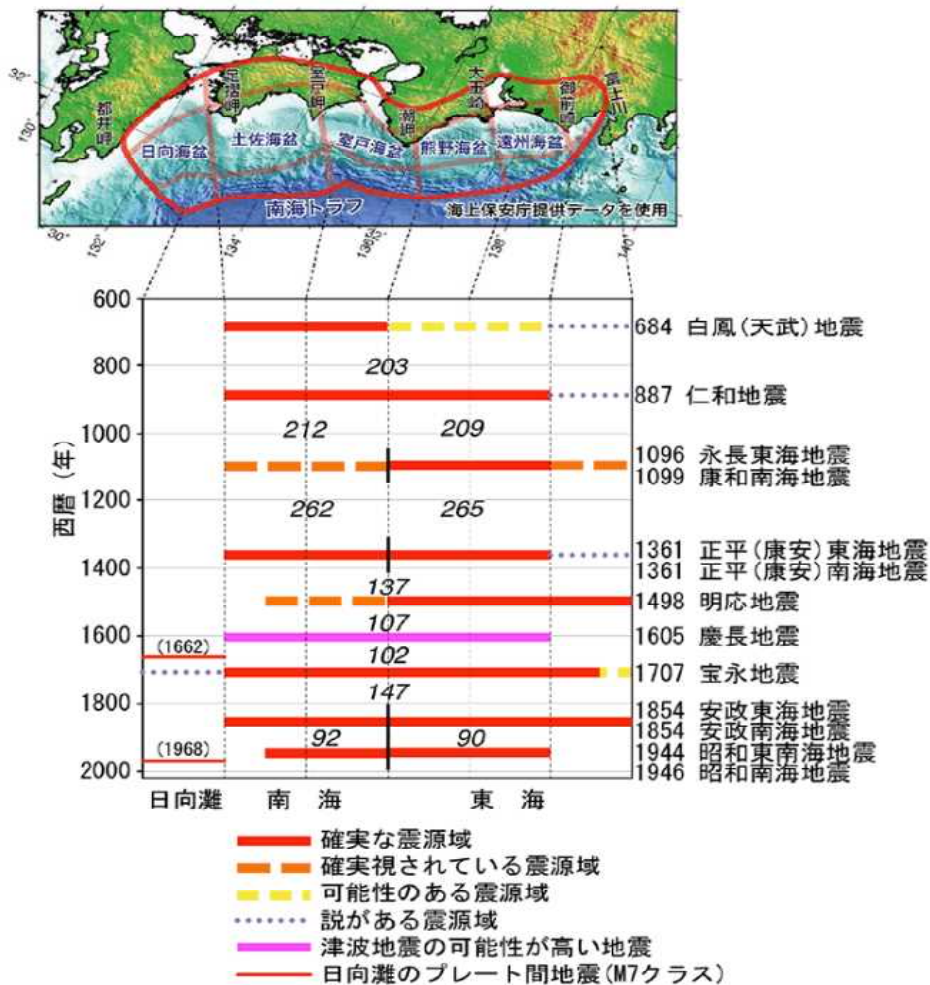 足摺岬
室戸岬
潮岬
大王崎
御前崎
富士川
都井岬
日向海盆
土佐海盆
室戸海盆
熊野海盆
遠州海盆
南海トラフ
海上保安庁提供データを使用
130°
30°
132°
134°
136°
138°
140°
西暦(年)
600
684 白鳳(天武)地震
800
203
887 仁和地震
1000
212
209
1096 永長東海地震
1099 康和南海地震
1200
262
265
1361 正平(康安)東海地震
1361 正平(康安)南海地震
1400
137
1498 明応地震
107
1600
1605 慶長地震
(1662)
102
1707 宝永地震
147
1800
1854 安政東海地震
1854 安政南海地震
92
90
(1968)
1944 昭和東南海地震
1946 昭和南海地震
2000
日向灘 南 海 東 海
確実な震源域
確実視されている震源域
可能性のある震源域
説がある震源域
津波地震の可能性が高い地震
日向灘のプレート間地震(M7クラス)